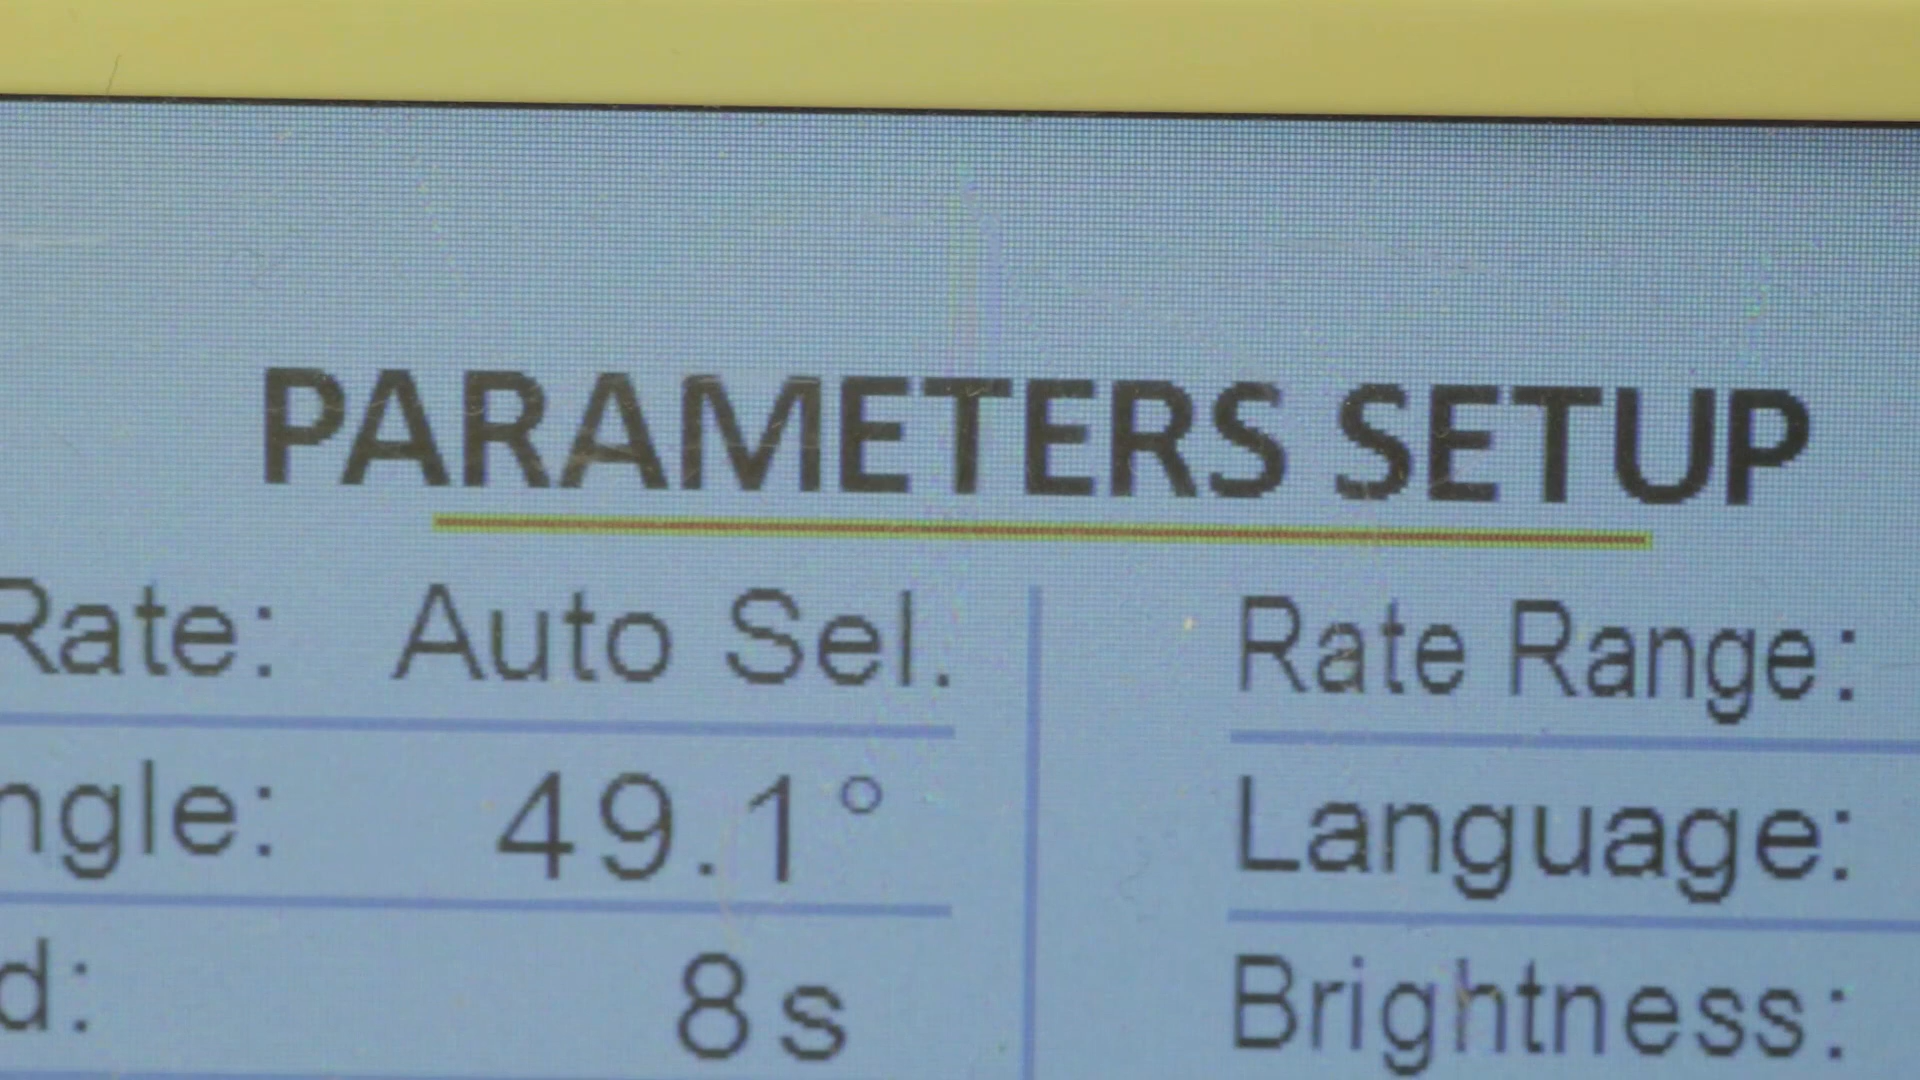 PARAMETERS SETUP
Rate: Auto Sel. Rate Range:
ngle: 49.1° Language:
d: 8s Brightness: